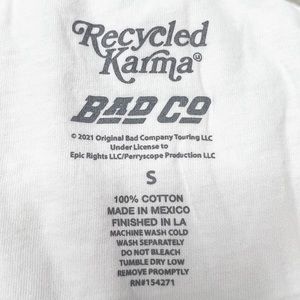 Recycled
Karma®
BAD CO
© 2021 Original Bad Company Touring LLC
Under License to
Epic Rights LLC/Perryscope Production LLC
S
100% COTTON
MADE IN MEXICO
FINISHED IN LA
MACHINE WASH COLD
WASH SEPARATELY
DO NOT BLEACH
TUMBLE DRY LOW
REMOVE PROMPTLY
RN#154271